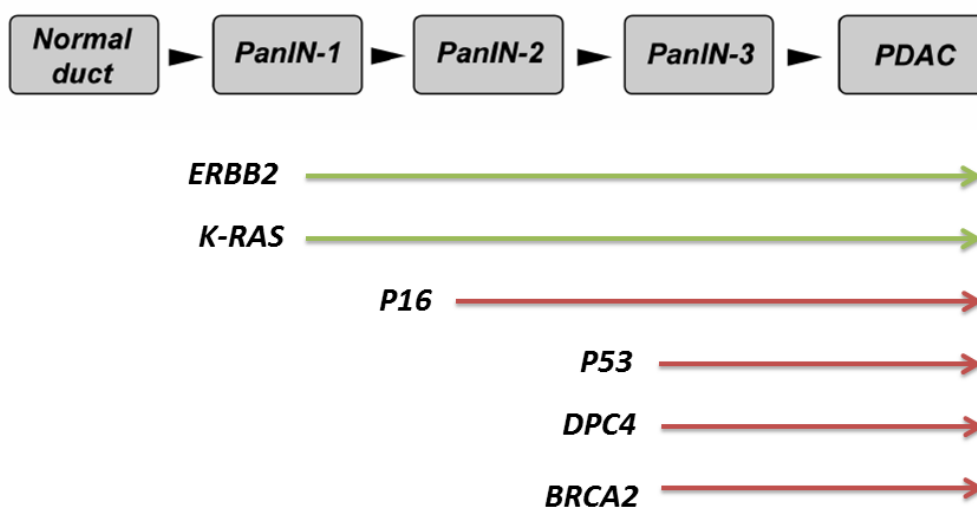 Normal
duct
PanIN-1
PanIN-2
PanIN-3
PDAC
ERBB2
K-RAS
P16
P53
DPC4
BRCA2